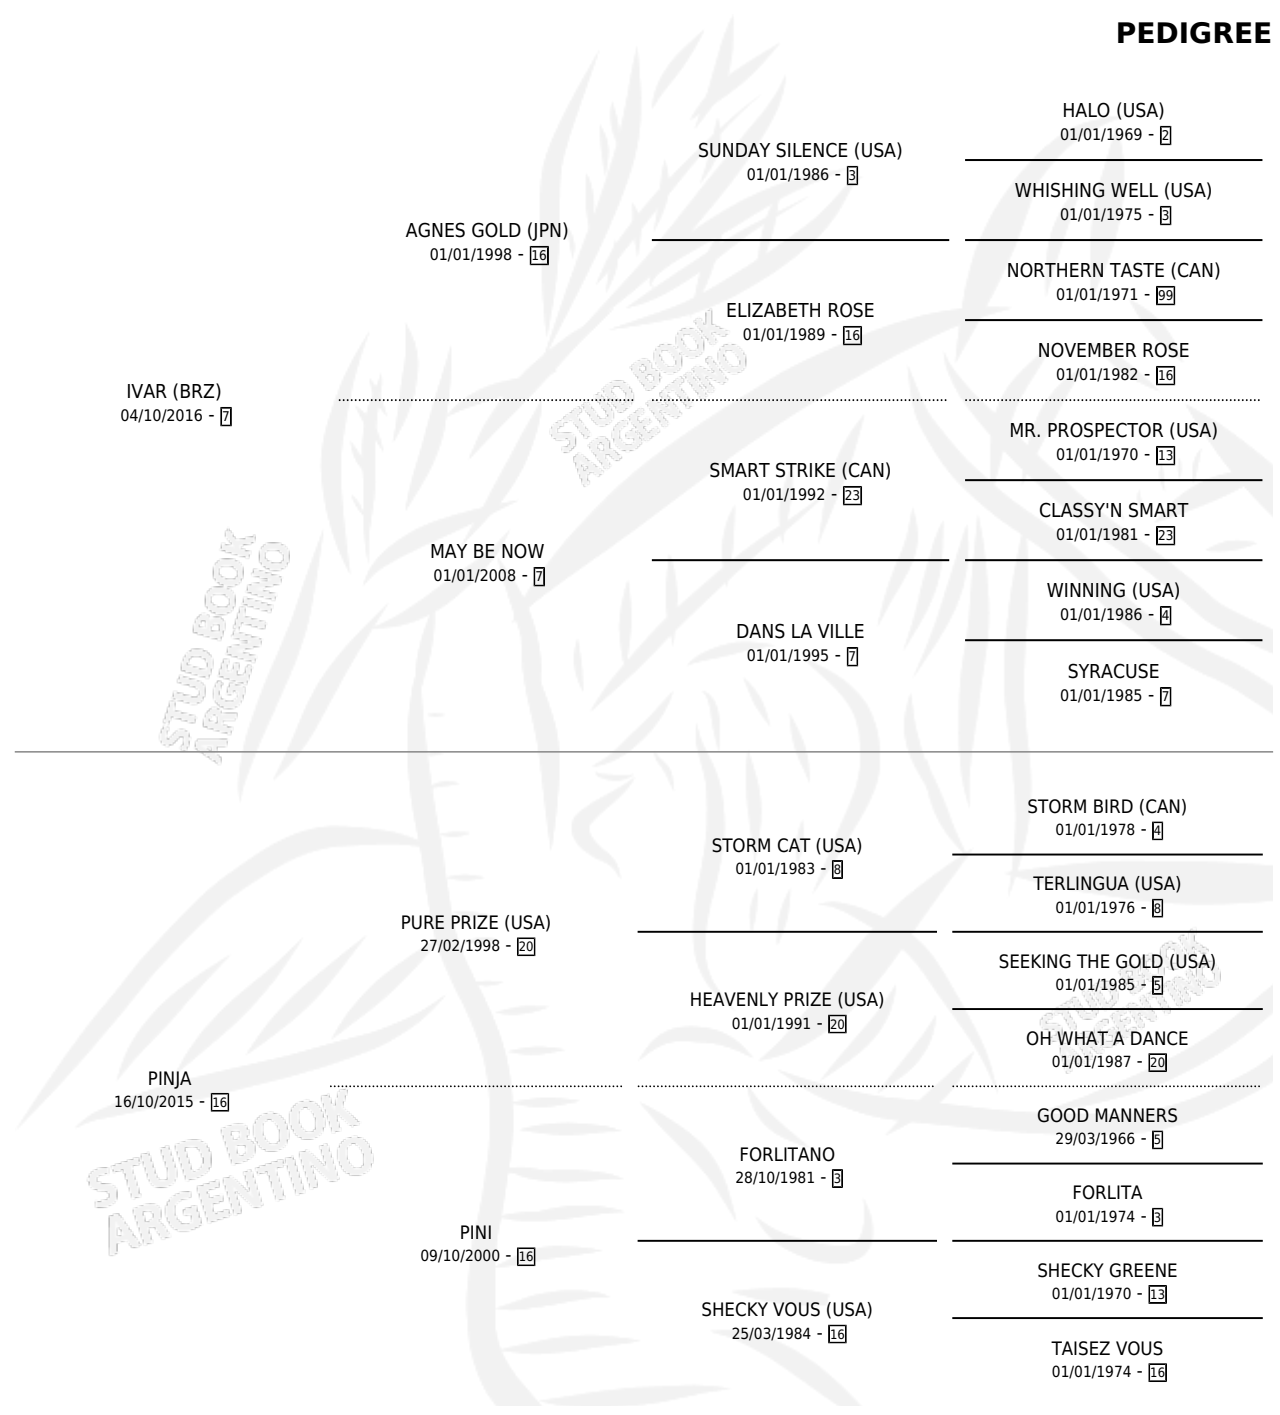 PEDIGREE
HALO (USA)
01/01/1969 - 2
SUNDAY SILENCE (USA)
01/01/1986 - 3
WHISHING WELL (USA)
01/01/1975 - 3
AGNES GOLD (JPN)
01/01/1998 - 16
NORTHERN TASTE (CAN)
01/01/1971 - 99
ELIZABETH ROSE
01/01/1989 - 16
NOVEMBER ROSE
01/01/1982 - 16
IVAR (BRZ)
04/10/2016 - 7
MR. PROSPECTOR (USA)
01/01/1970 - 13
SMART STRIKE (CAN)
01/01/1992 - 23
CLASSY'N SMART
01/01/1981 - 23
MAY BE NOW
01/01/2008 - 7
WINNING (USA)
01/01/1986 - 4
DANS LA VILLE
01/01/1995 - 7
SYRACUSE
01/01/1985 - 7
STORM BIRD (CAN)
01/01/1978 - 4
STORM CAT (USA)
01/01/1983 - 8
TERLINGUA (USA)
01/01/1976 - 8
PURE PRIZE (USA)
27/02/1998 - 20
SEEKING THE GOLD (USA)
01/01/1985 - 5
HEAVENLY PRIZE (USA)
01/01/1991 - 20
OH WHAT A DANCE
01/01/1987 - 20
PINJA
16/10/2015 - 16
GOOD MANNERS
29/03/1966 - 5
FORLITANO
28/10/1981 - 3
FORLITA
01/01/1974 - 3
PINI
09/10/2000 - 16
SHECKY GREENE
01/01/1970 - 13
SHECKY VOUS (USA)
25/03/1984 - 16
TAISEZ VOUS
01/01/1974 - 16
STUD BOOK
ARGENTINO
STUD BOOK
ARGENTINO
STUD BOOK
ARGENTINO
STUD BOOK
ARGENTINO